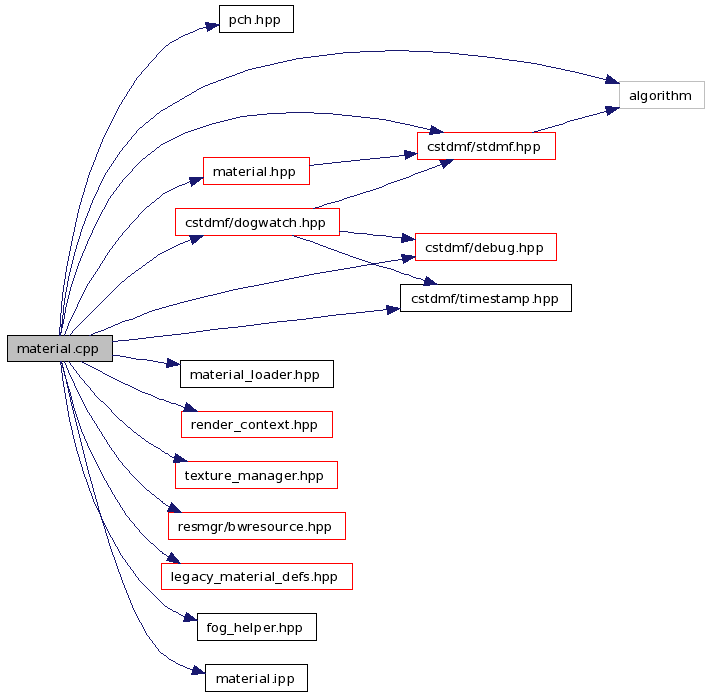 pch.hpp
algorithm
cstdmf/stdmf.hpp
material.hpp
cstdmf/dogwatch.hpp
cstdmf/debug.hpp
cstdmf/timestamp.hpp
material.cpp
material_loader.hpp
render_context.hpp
texture_manager.hpp
resmgr/bwresource.hpp
legacy_material_defs.hpp
fog_helper.hpp
material.ipp